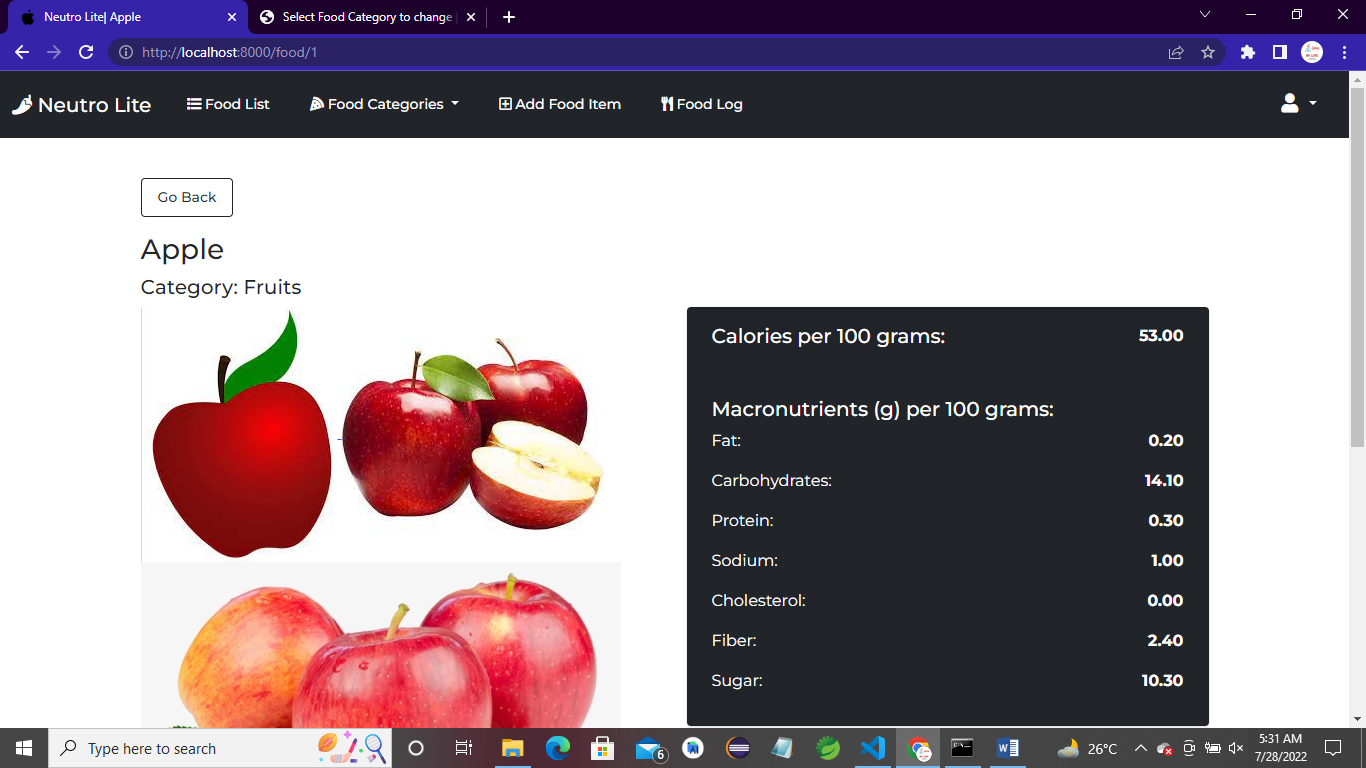 Neutro Lite| Apple
Select Food Category to change
http://localhost:8000/food/1
Neutro Lite
Food List
Food Categories
Add Food Item
Food Log
Go Back
Apple
Category: Fruits
Calories per 100 grams: 53.00
Macronutrients (g) per 100 grams:
Fat: 0.20
Carbohydrates: 14.10
Protein: 0.30
Sodium: 1.00
Cholesterol: 0.00
Fiber: 2.40
Sugar: 10.30
Type here to search
6
26°C
5:31 AM
7/28/2022